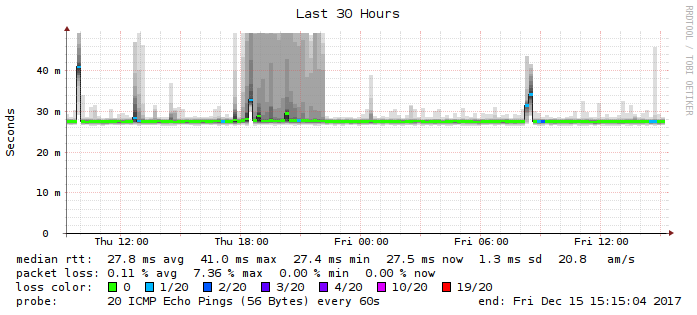 Last 30 Hours
RRDTOOL / TOBI OETIKER
Seconds
40 m
30 m
20 m
10 m
0
Thu 12:00 Thu 18:00 Fri 00:00 Fri 06:00 Fri 12:00
median rtt: 27.8 ms avg 41.0 ms max 27.4 ms min 27.5 ms now 1.3 ms sd 20.8 am/s
packet loss: 0.11 % avg 7.36 % max 0.00 % min 0.00 % now
loss color: 0 1/20 2/20 3/20 4/20 10/20 19/20
probe: 20 ICMP Echo Pings (56 Bytes) every 60s end: Fri Dec 15 15:15:04 2017